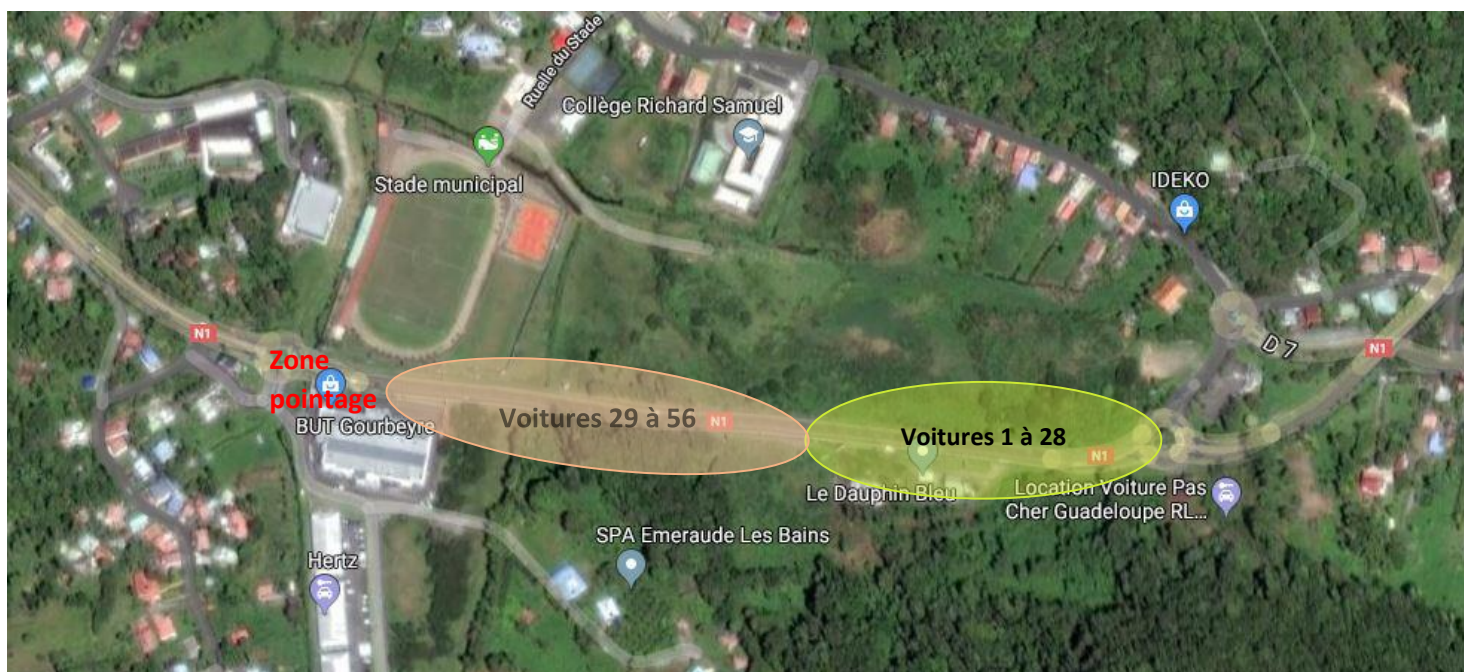 Ruelle du Stade
Collège Richard Samuel
Stade municipal
IDEKO
N1
D 7
N1
Zone
pointage
BUT Gourbeyre
Voitures 29 à 56
N1
Voitures 1 à 28
N1
Le Dauphin Bleu
Location Voiture Pas
Cher Guadeloupe RL...
SPA Emeraude Les Bains
Hertz